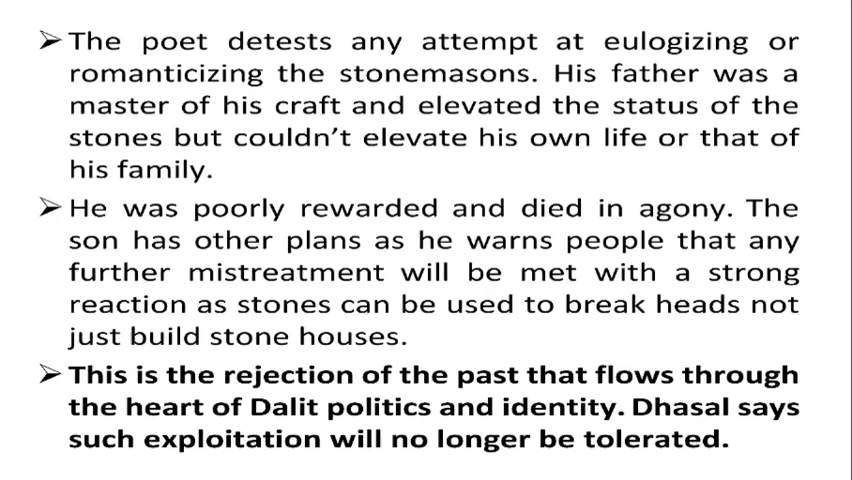 ➢ The poet detests any attempt at eulogizing or
romanticizing the stonemasons. His father was a
master of his craft and elevated the status of the
stones but couldn't elevate his own life or that of
his family.
➢ He was poorly rewarded and died in agony. The
son has other plans as he warns people that any
further mistreatment will be met with a strong
reaction as stones can be used to break heads not
just build stone houses.
➢ This is the rejection of the past that flows through
the heart of Dalit politics and identity. Dhasal says
such exploitation will no longer be tolerated.